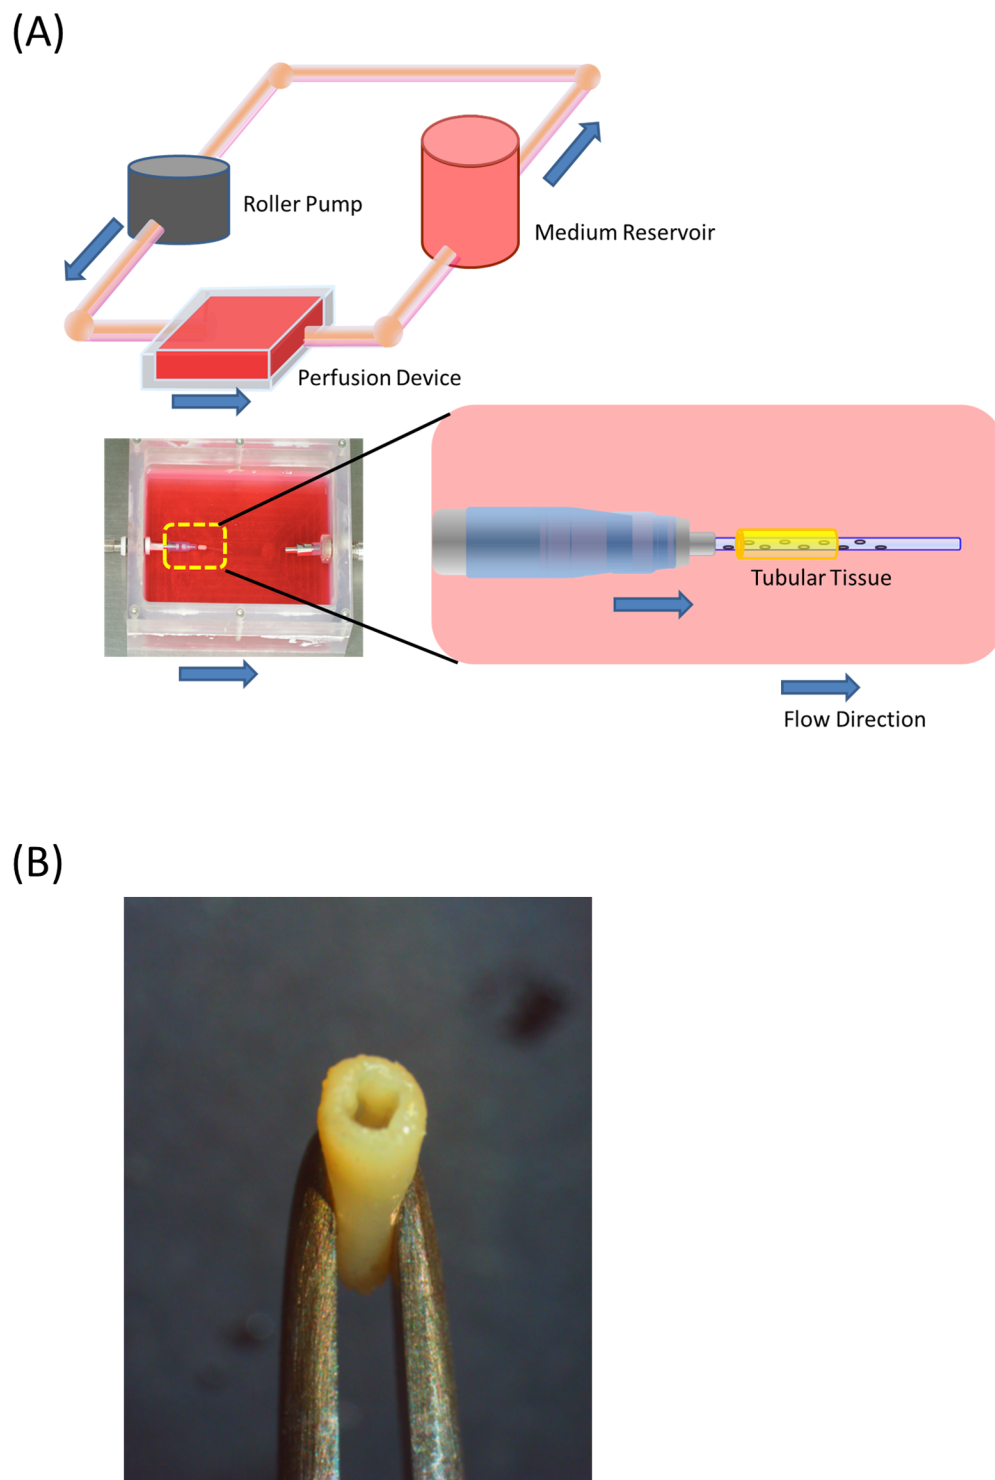 (A)
Roller Pump
Medium Reservoir
Perfusion Device
Tubular Tissue
Flow Direction
(B)